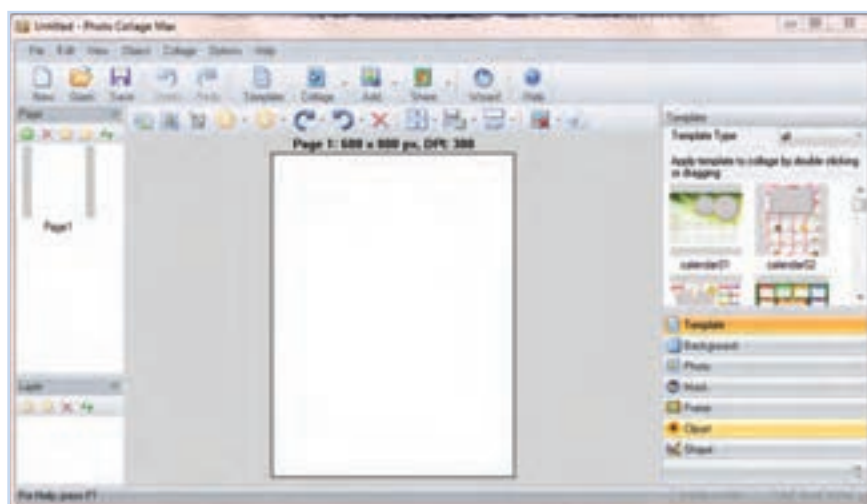 Untitled - Photo Collage Max
File Edit View Object Collage Options Help
New Open Save Undo Redo Template Collage Add Share Wizard Help
Page
Page 1: 600 x 800 px, DPI: 300
Page1
Layer
Template
Template Type all
Apply template to collage by double clicking
or dragging
calendar01 calendar02
Template
Background
Photo
Mask
Frame
Clipart
Shape
For Help, press F1